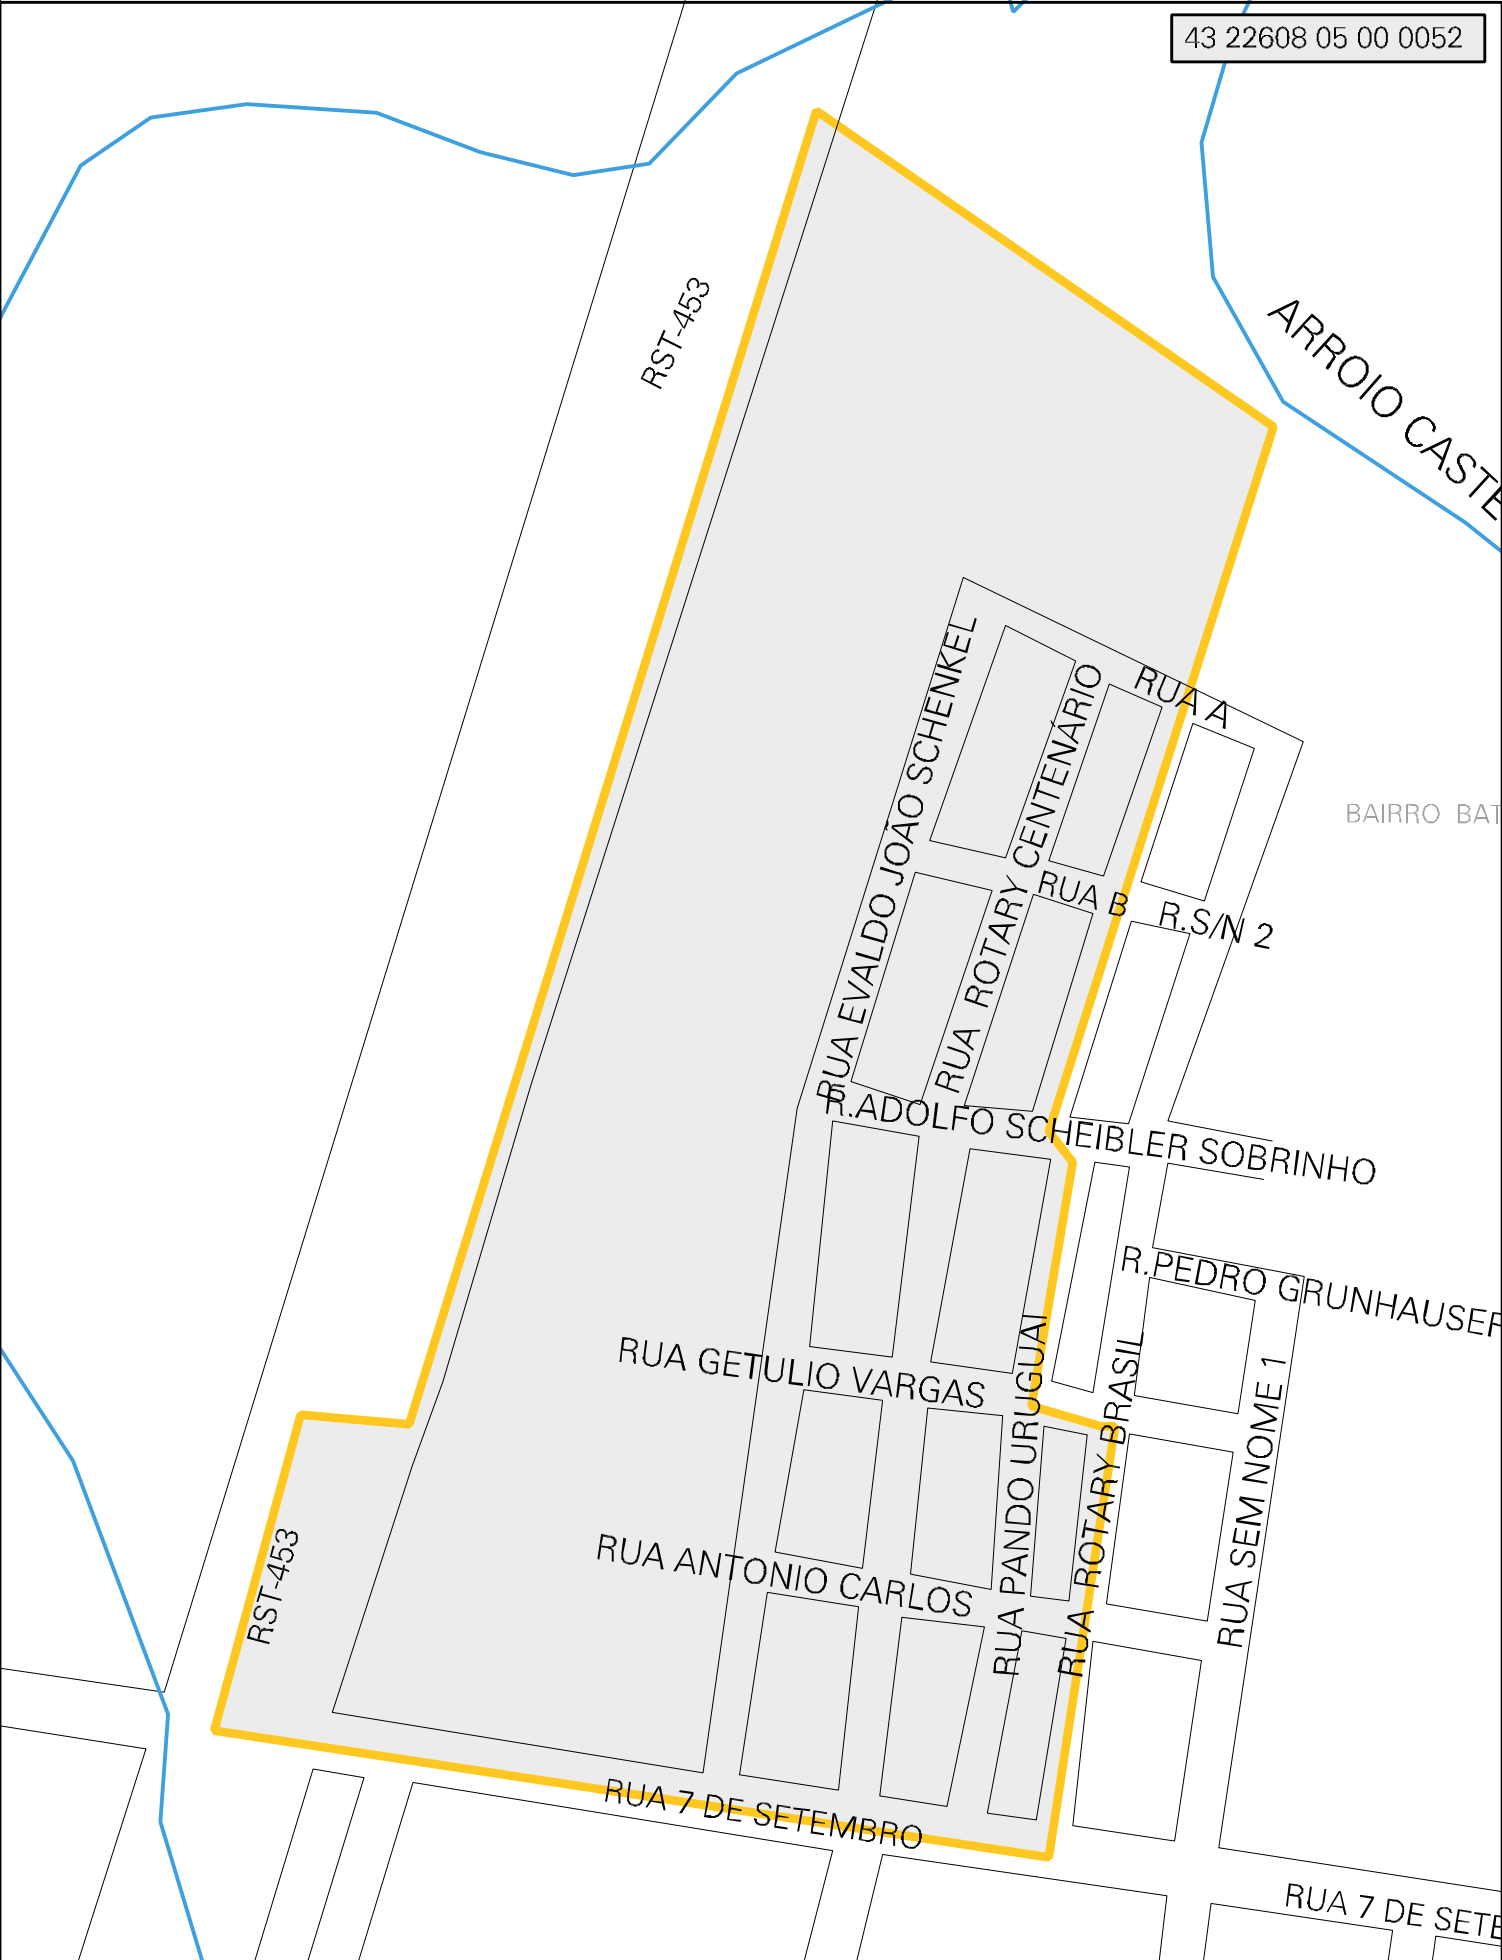 43 22608 05 00 0052
RST-453
ARROIO CASTE
RUA EVALDO JOÃO SCHENKEL
RUA ROTARY CENTENÁRIO
RUA A
BAIRRO BAT
RUA B
R.S/N 2
R.ADOLFO SCHEIBLER SOBRINHO
R.PEDRO GRUNHAUSER
RUA GETULIO VARGAS
RUA PANDO URUGUAI
RUA ROTARY BRASIL
RUA SEM NOME 1
RST-453
RUA ANTONIO CARLOS
RUA 7 DE SETEMBRO
RUA 7 DE SETE